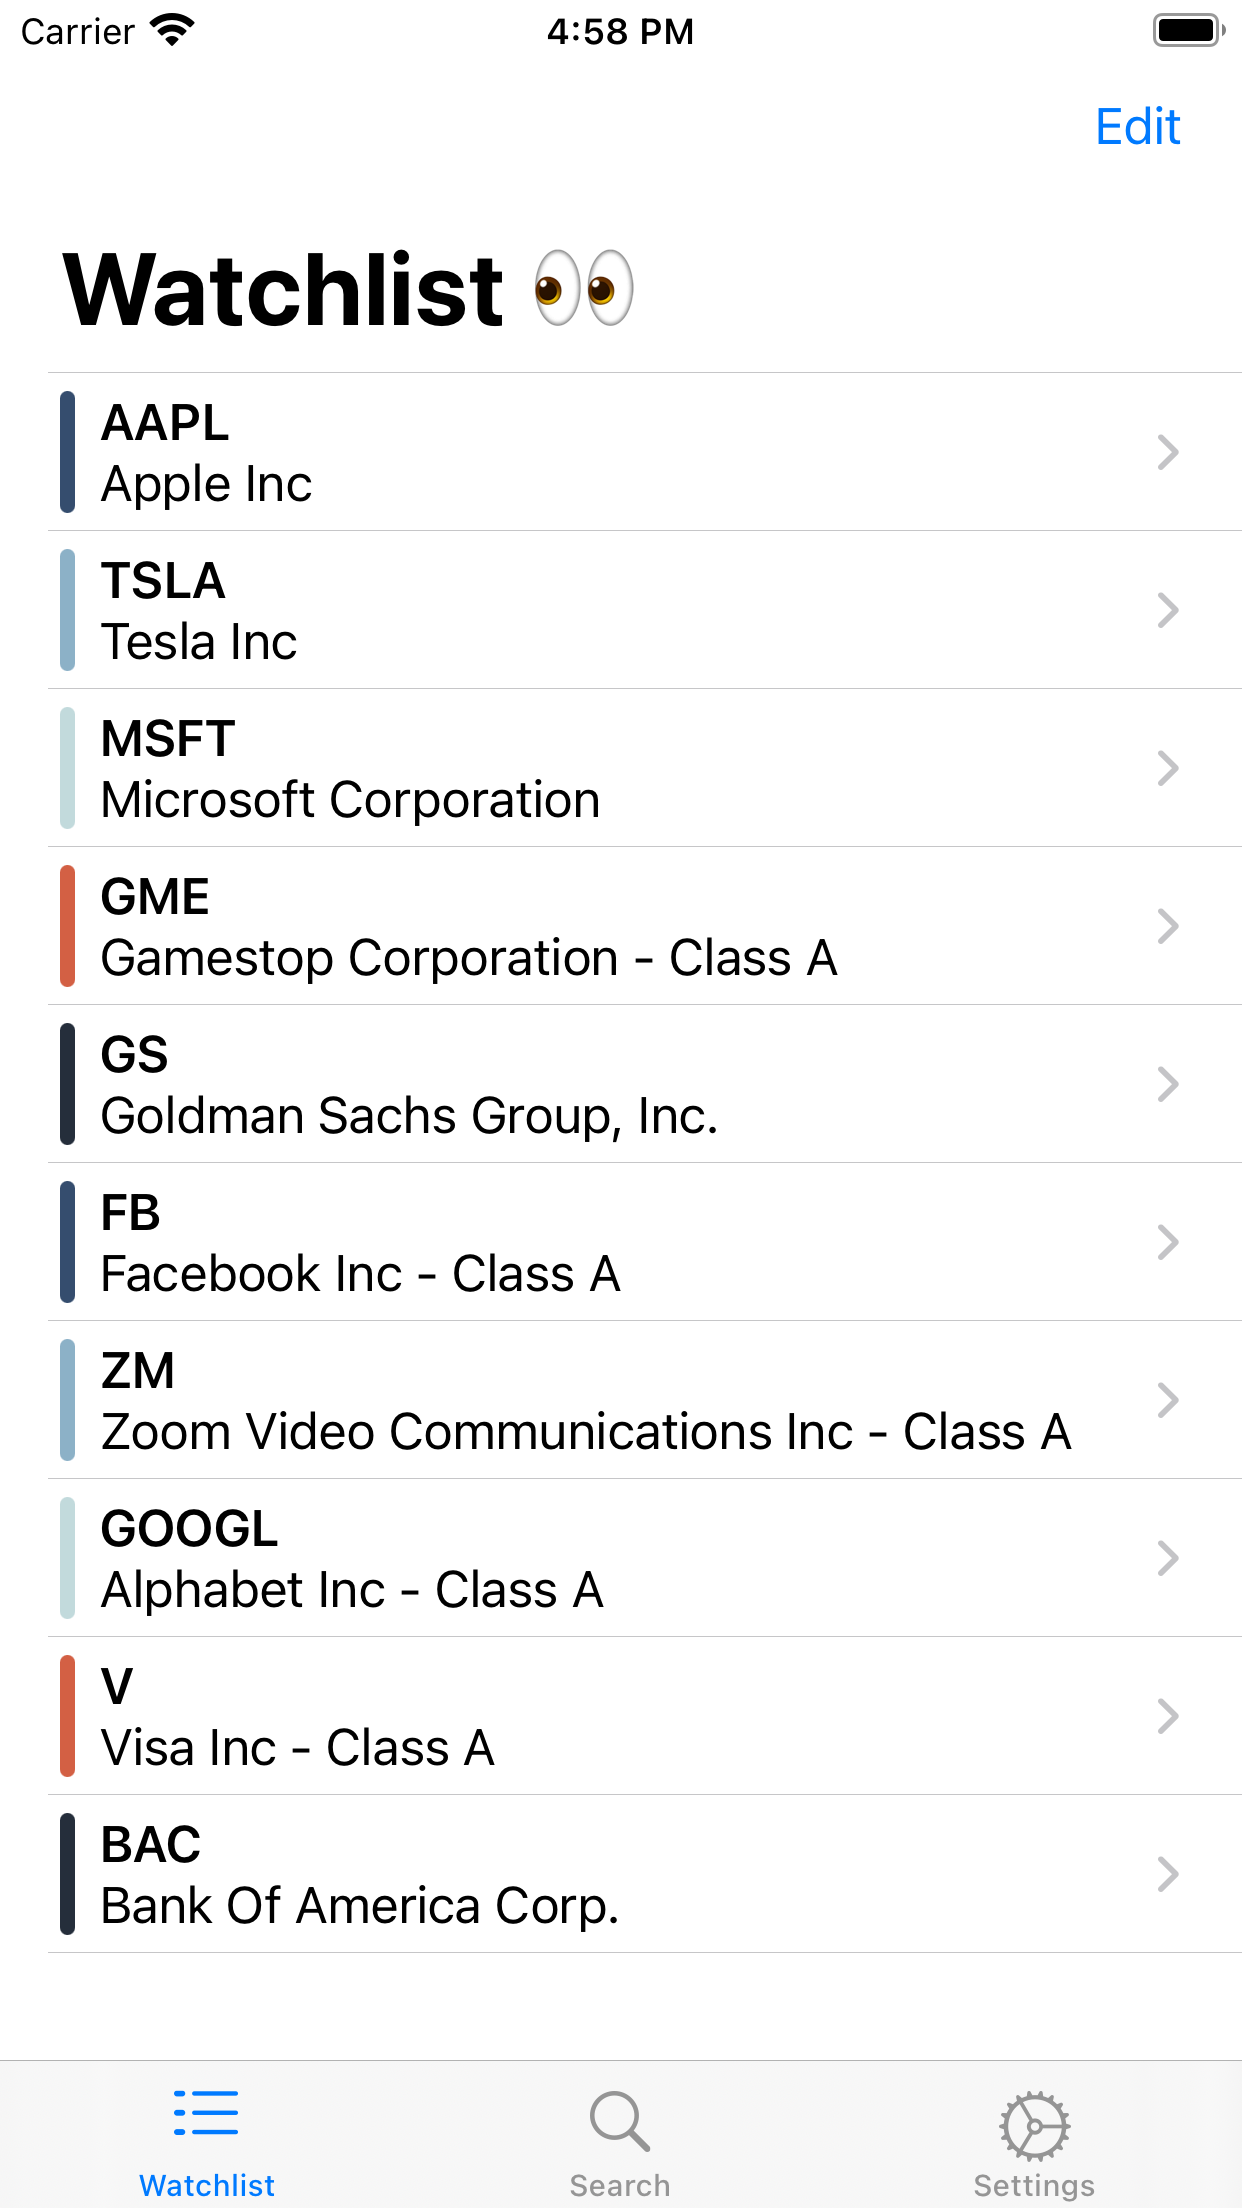 Carrier 4:58 PM
Edit
Watchlist 👀
AAPL
Apple Inc
TSLA
Tesla Inc
MSFT
Microsoft Corporation
GME
Gamestop Corporation - Class A
GS
Goldman Sachs Group, Inc.
FB
Facebook Inc - Class A
ZM
Zoom Video Communications Inc - Class A
GOOGL
Alphabet Inc - Class A
V
Visa Inc - Class A
BAC
Bank Of America Corp.
Watchlist Search Settings